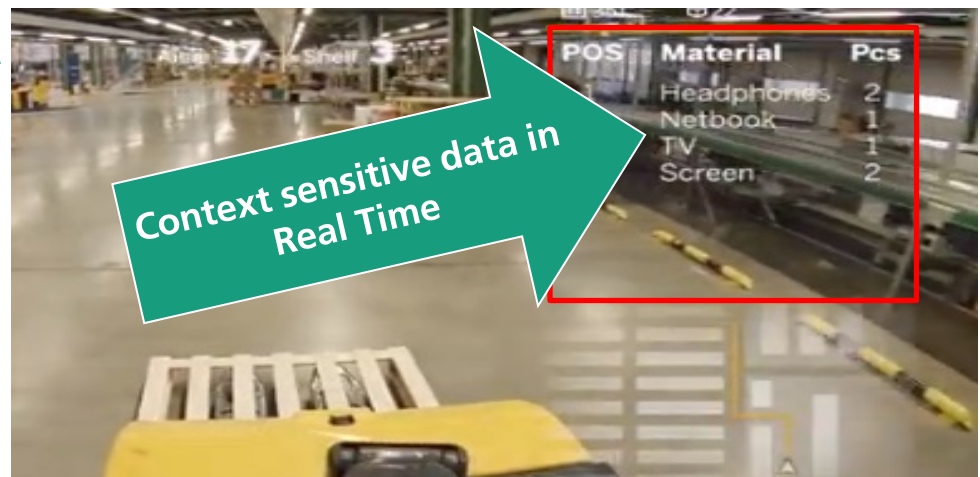 Aisle 17 Shelf 3
POS Material Pcs
1 Headphones 2
Netbook 1
TV 1
Screen 2
Context sensitive data in
Real Time